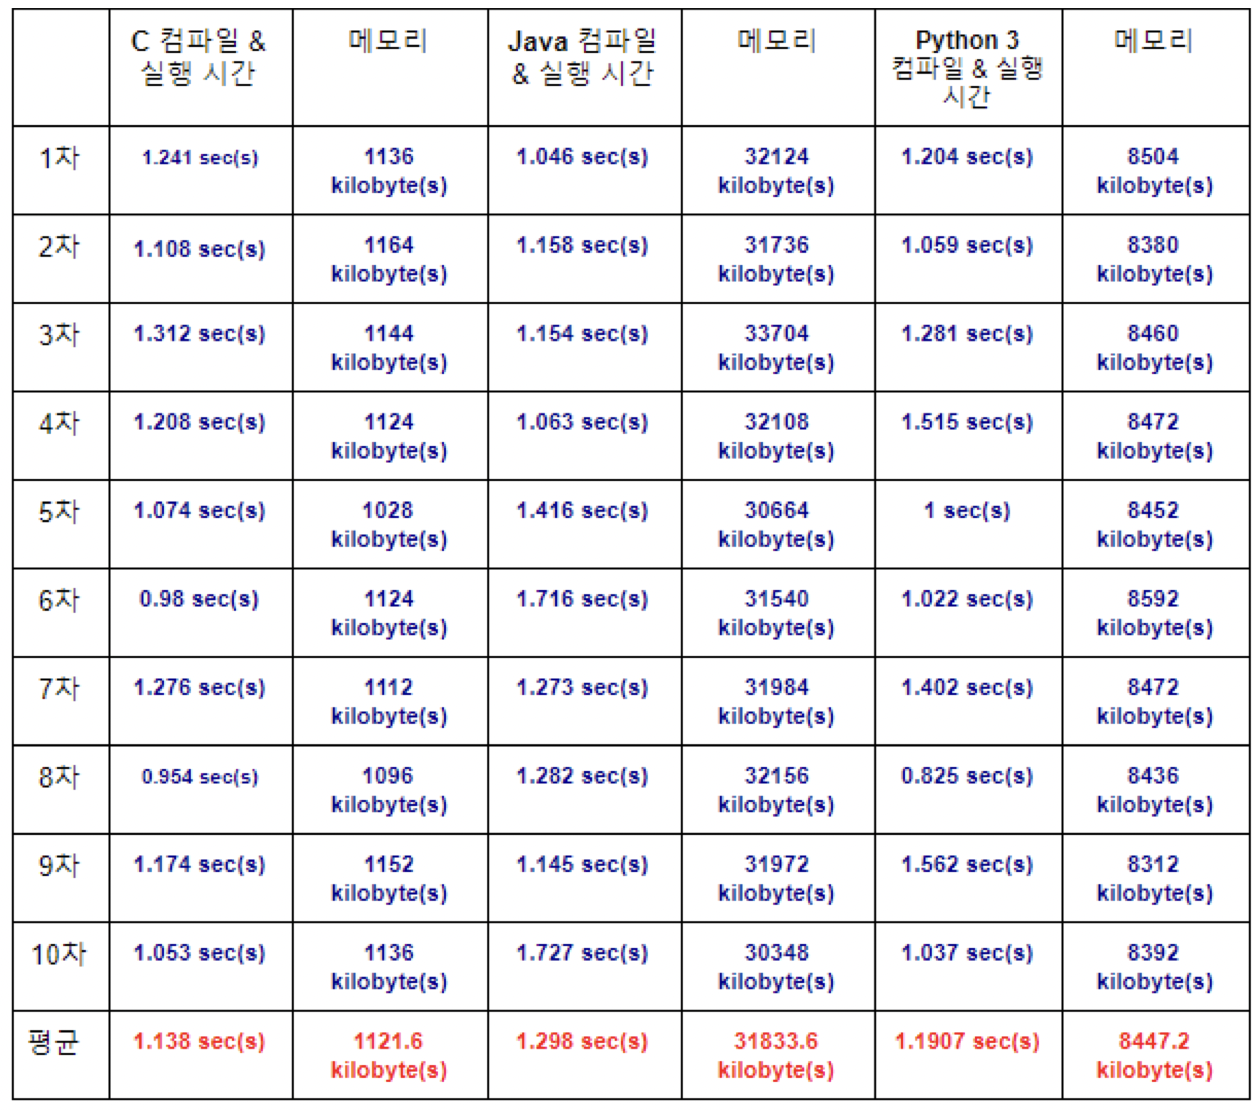 C 컴파일 &
실행 시간
메모리
Java 컴파일
& 실행 시간
메모리
Python 3
컴파일 & 실행
시간
메모리
1차
1.241 sec(s)
1136
kilobyte(s)
1.046 sec(s)
32124
kilobyte(s)
1.204 sec(s)
8504
kilobyte(s)
2차
1.108 sec(s)
1164
kilobyte(s)
1.158 sec(s)
31736
kilobyte(s)
1.059 sec(s)
8380
kilobyte(s)
3차
1.312 sec(s)
1144
kilobyte(s)
1.154 sec(s)
33704
kilobyte(s)
1.281 sec(s)
8460
kilobyte(s)
4차
1.208 sec(s)
1124
kilobyte(s)
1.063 sec(s)
32108
kilobyte(s)
1.515 sec(s)
8472
kilobyte(s)
5차
1.074 sec(s)
1028
kilobyte(s)
1.416 sec(s)
30664
kilobyte(s)
1 sec(s)
8452
kilobyte(s)
6차
0.98 sec(s)
1124
kilobyte(s)
1.716 sec(s)
31540
kilobyte(s)
1.022 sec(s)
8592
kilobyte(s)
7차
1.276 sec(s)
1112
kilobyte(s)
1.273 sec(s)
31984
kilobyte(s)
1.402 sec(s)
8472
kilobyte(s)
8차
0.954 sec(s)
1096
kilobyte(s)
1.282 sec(s)
32156
kilobyte(s)
0.825 sec(s)
8436
kilobyte(s)
9차
1.174 sec(s)
1152
kilobyte(s)
1.145 sec(s)
31972
kilobyte(s)
1.562 sec(s)
8312
kilobyte(s)
10차
1.053 sec(s)
1136
kilobyte(s)
1.727 sec(s)
30348
kilobyte(s)
1.037 sec(s)
8392
kilobyte(s)
평균
1.138 sec(s)
1121.6
kilobyte(s)
1.298 sec(s)
31833.6
kilobyte(s)
1.1907 sec(s)
8447.2
kilobyte(s)